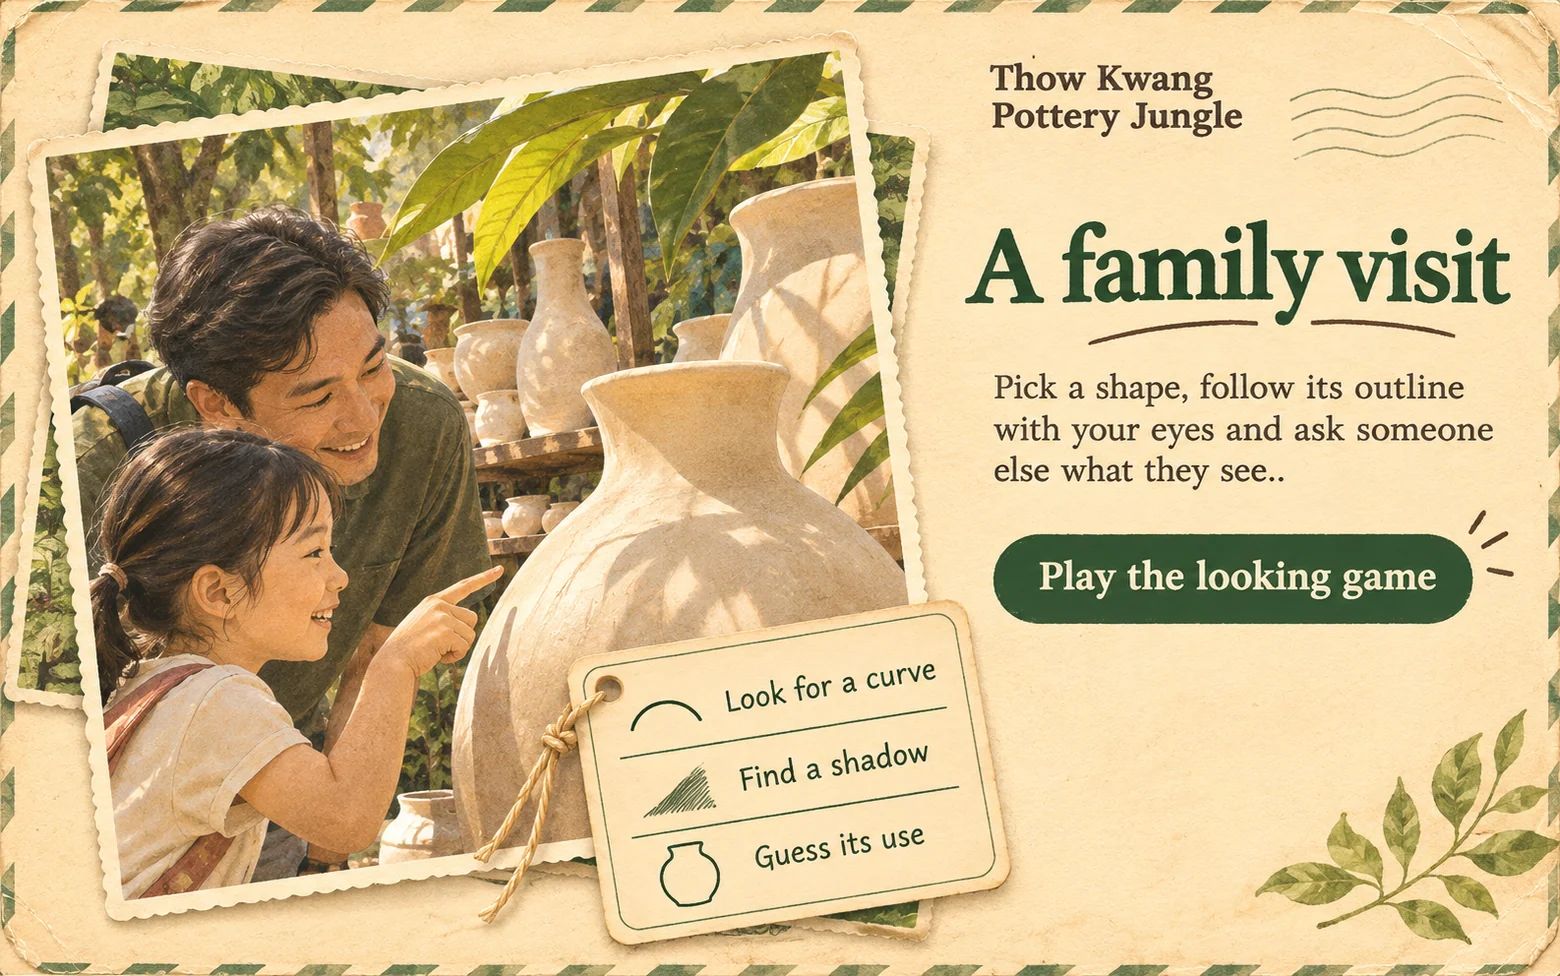 Thow Kwang
Pottery Jungle
A family visit
Pick a shape, follow its outline
with your eyes and ask someone
else what they see..
Play the looking game
Look for a curve
Find a shadow
Guess its use